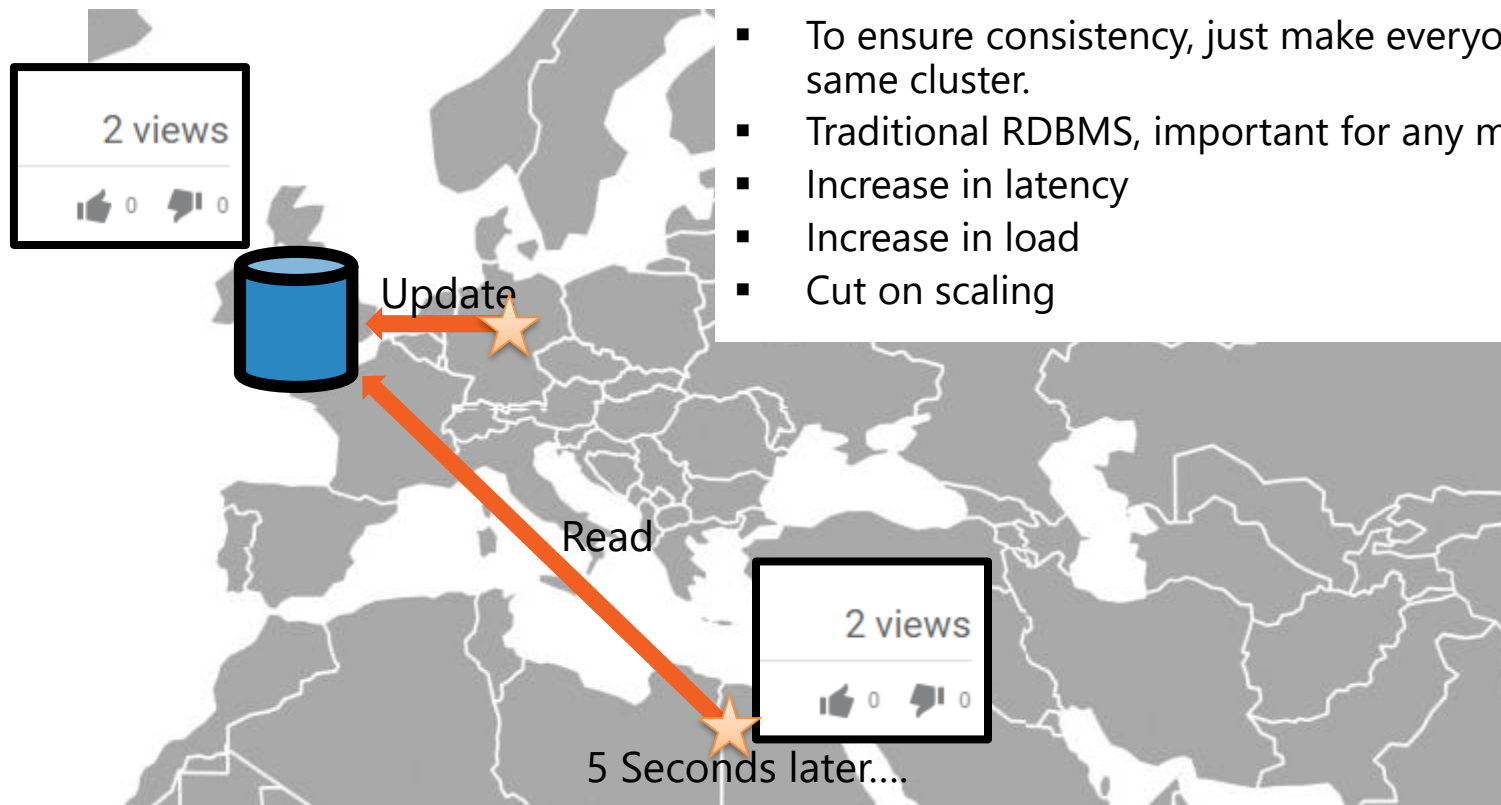 2 views
0 0
▪ To ensure consistency, just make
same cluster.
▪ Traditional RDBMS, important for any
▪ Increase in latency
▪ Increase in load
▪ Cut on scaling
Update
Read
2 views
0 0
5 Seconds later....